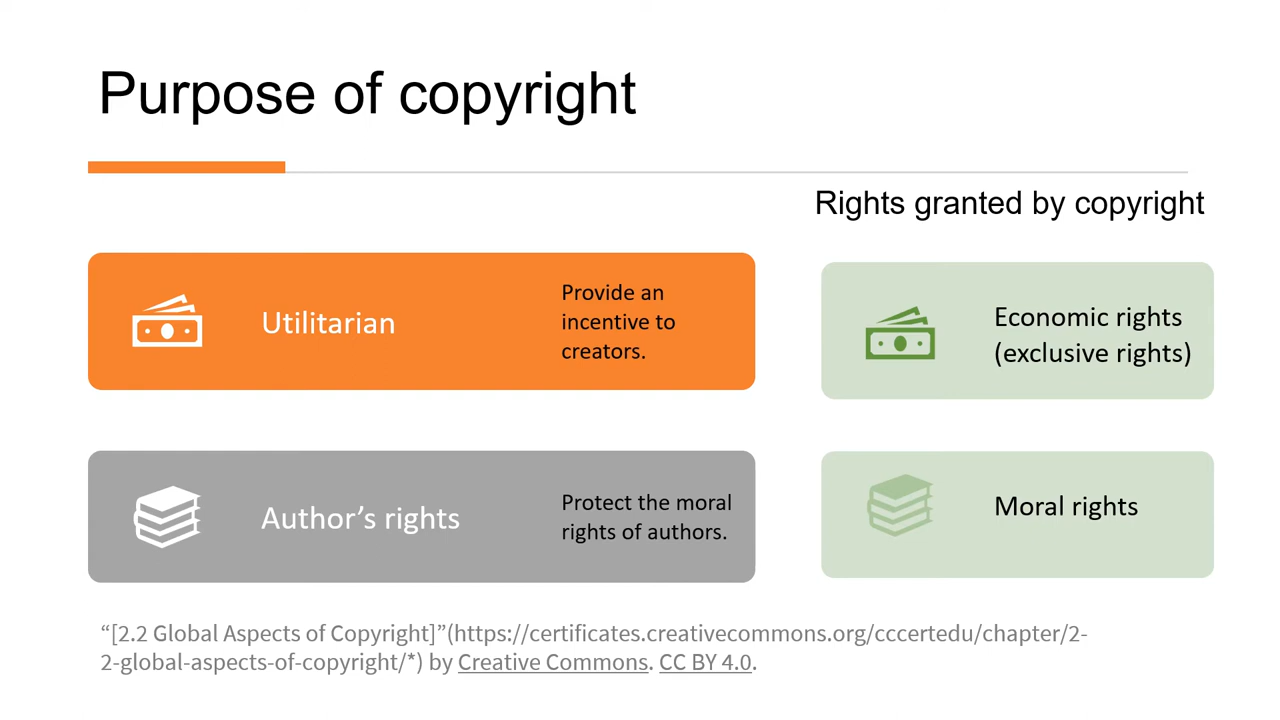 Purpose of copyright
Rights granted by copyright
Utilitarian
Provide an
incentive to
creators.
Economic rights
(exclusive rights)
Author’s rights
Protect the moral
rights of authors.
Moral rights
“[2.2 Global Aspects of Copyright]”(https://certificates.creativecommons.org/cccertedu/chapter/2-
2-global-aspects-of-copyright/*) by Creative Commons. CC BY 4.0.